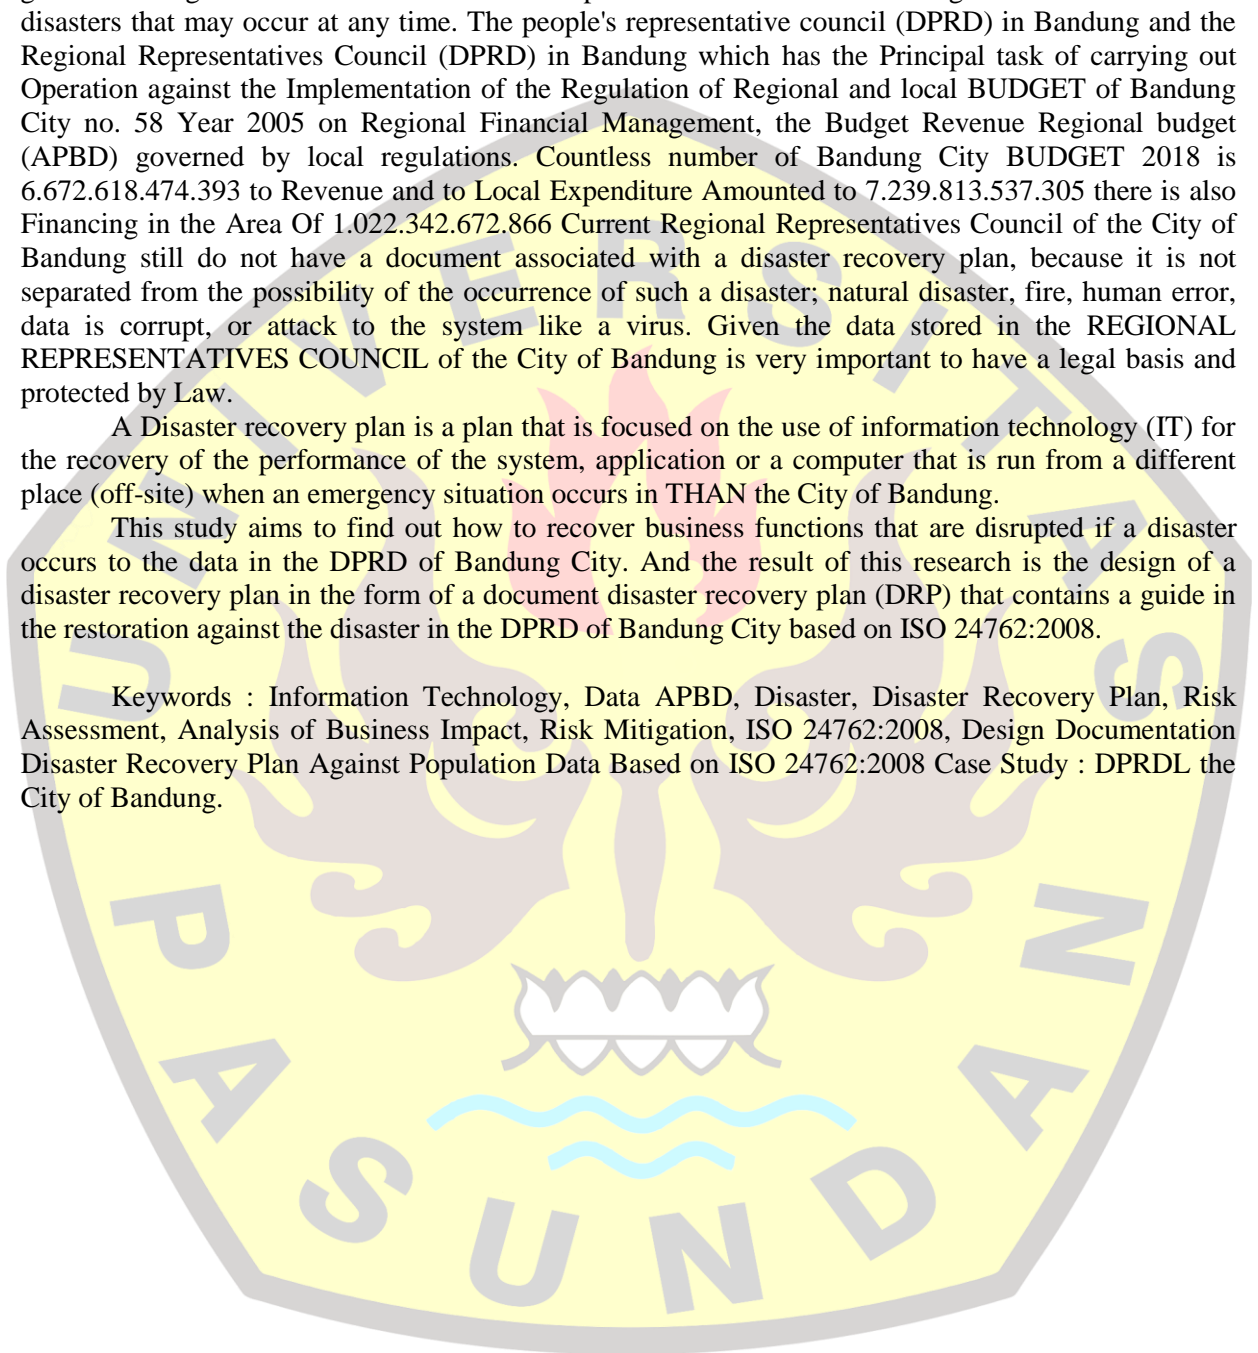 disasters that may occur at any time. The people's representative council (DPRD) in Bandung and the
Regional Representatives Council (DPRD) in Bandung which has the Principal task of carrying out
Operation against the Implementation of the Regulation of Regional and local BUDGET of Bandung
City no. 58 Year 2005 on Regional Financial Management, the Budget Revenue Regional budget
(APBD) governed by local regulations. Countless number of Bandung City BUDGET 2018 is
6.672.618.474.393 to Revenue and to Local Expenditure Amounted to 7.239.813.537.305 there is also
Financing in the Area Of 1.022.342.672.866 Current Regional Representatives Council of the City of
Bandung still do not have a document associated with a disaster recovery plan, because it is not
separated from the possibility of the occurrence of such a disaster; natural disaster, fire, human error,
data is corrupt, or attack to the system like a virus. Given the data stored in the REGIONAL
REPRESENTATIVES COUNCIL of the City of Bandung is very important to have a legal basis and
protected by Law.
A Disaster recovery plan is a plan that is focused on the use of information technology (IT) for
the recovery of the performance of the system, application or a computer that is run from a different
place (off-site) when an emergency situation occurs in THAN the City of Bandung.
This study aims to find out how to recover business functions that are disrupted if a disaster
occurs to the data in the DPRD of Bandung City. And the result of this research is the design of a
disaster recovery plan in the form of a document disaster recovery plan (DRP) that contains a guide in
the restoration against the disaster in the DPRD of Bandung City based on ISO 24762:2008.
Keywords : Information Technology, Data APBD, Disaster, Disaster Recovery Plan, Risk
Assessment, Analysis of Business Impact, Risk Mitigation, ISO 24762:2008, Design Documentation
Disaster Recovery Plan Against Population Data Based on ISO 24762:2008 Case Study : DPRDL the
City of Bandung.
UNIVERSITAS
PASUNDAN